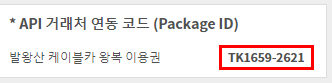 * API 거래처 연동 코드 (Package ID)
발왕산 케이블카 왕복 이용권 TK1659-2621